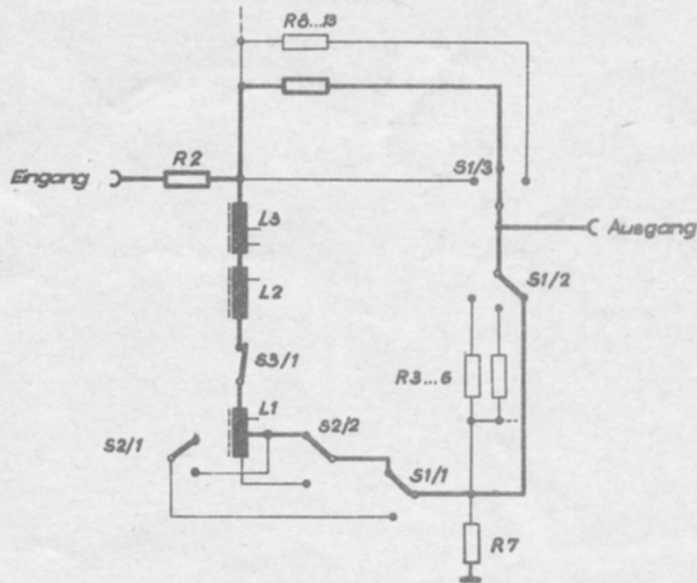 R8...13
S1/3
R2
Eingang
L3
Ausgang
S1/2
L2
S3/1
R3...6
L1
S2/2
S2/1
S1/1
R7